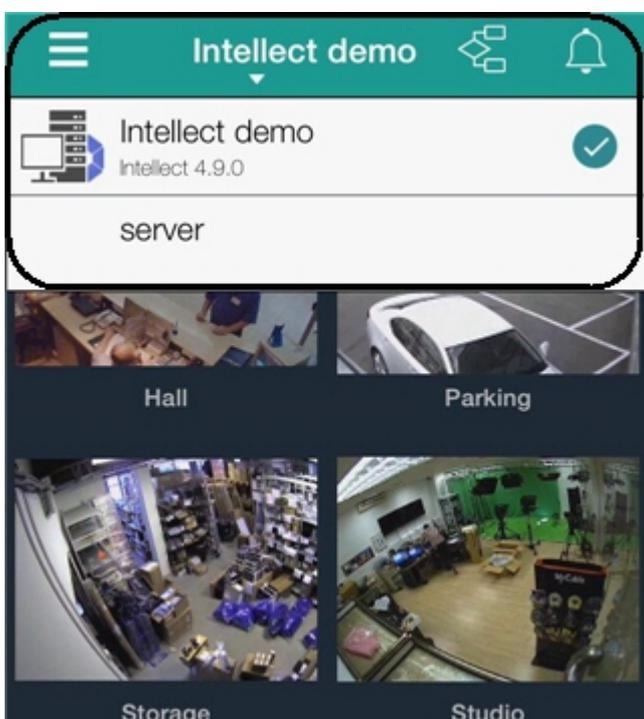 Intellect demo
Intellect demo
Intellect 4.9.0
server
Hall
Parking
Storage
Studio